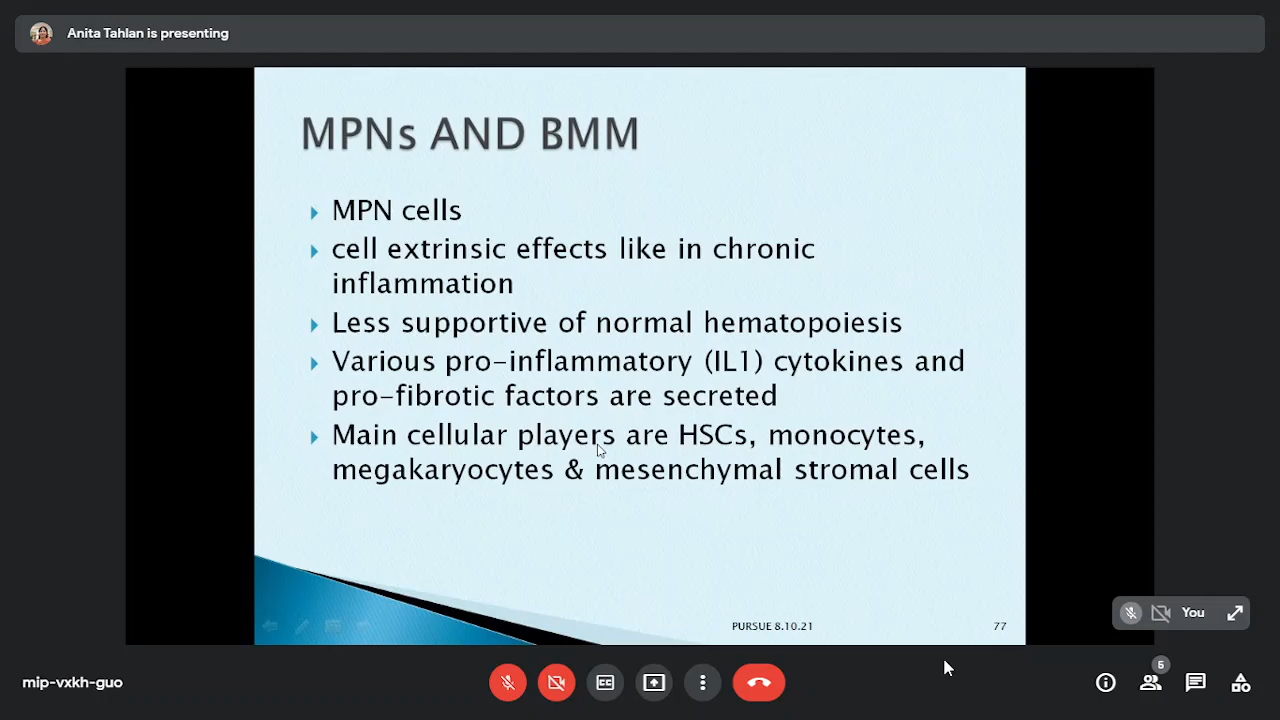 Anita Tahlan is presenting
MPNs AND BMM
MPN cells
cell extrinsic effects like in chronic
inflammation
Less supportive of normal hematopoiesis
Various pro-inflammatory (IL1) cytokines and
pro-fibrotic factors are secreted
Main cellular players are HSCs, monocytes,
megakaryocytes & mesenchymal stromal cells
PURSUE 8.10.21
77
You
mip-vxkh-guo
CC
5